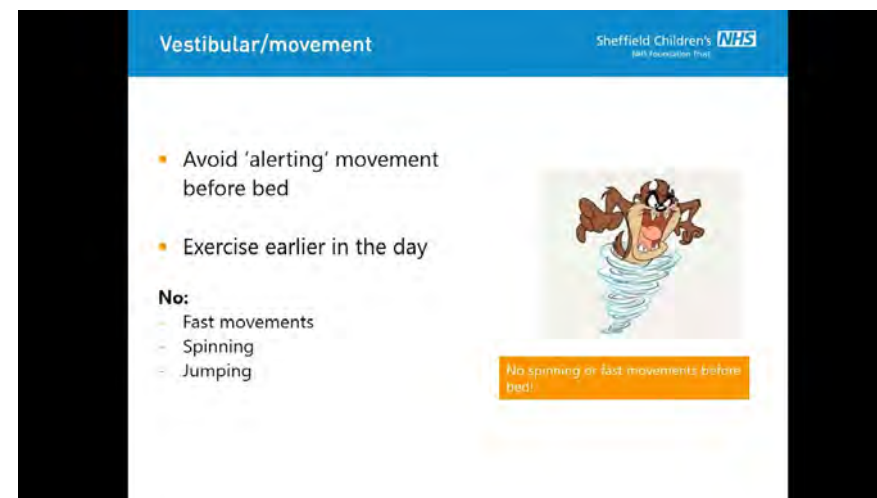 Vestibular/movement
Sheffield Children's NHS
NHS Foundation Trust
• Avoid ‘alerting’ movement
before bed
• Exercise earlier in the day
No:
- Fast movements
- Spinning
- Jumping
No spinning or fast movements before
bed!